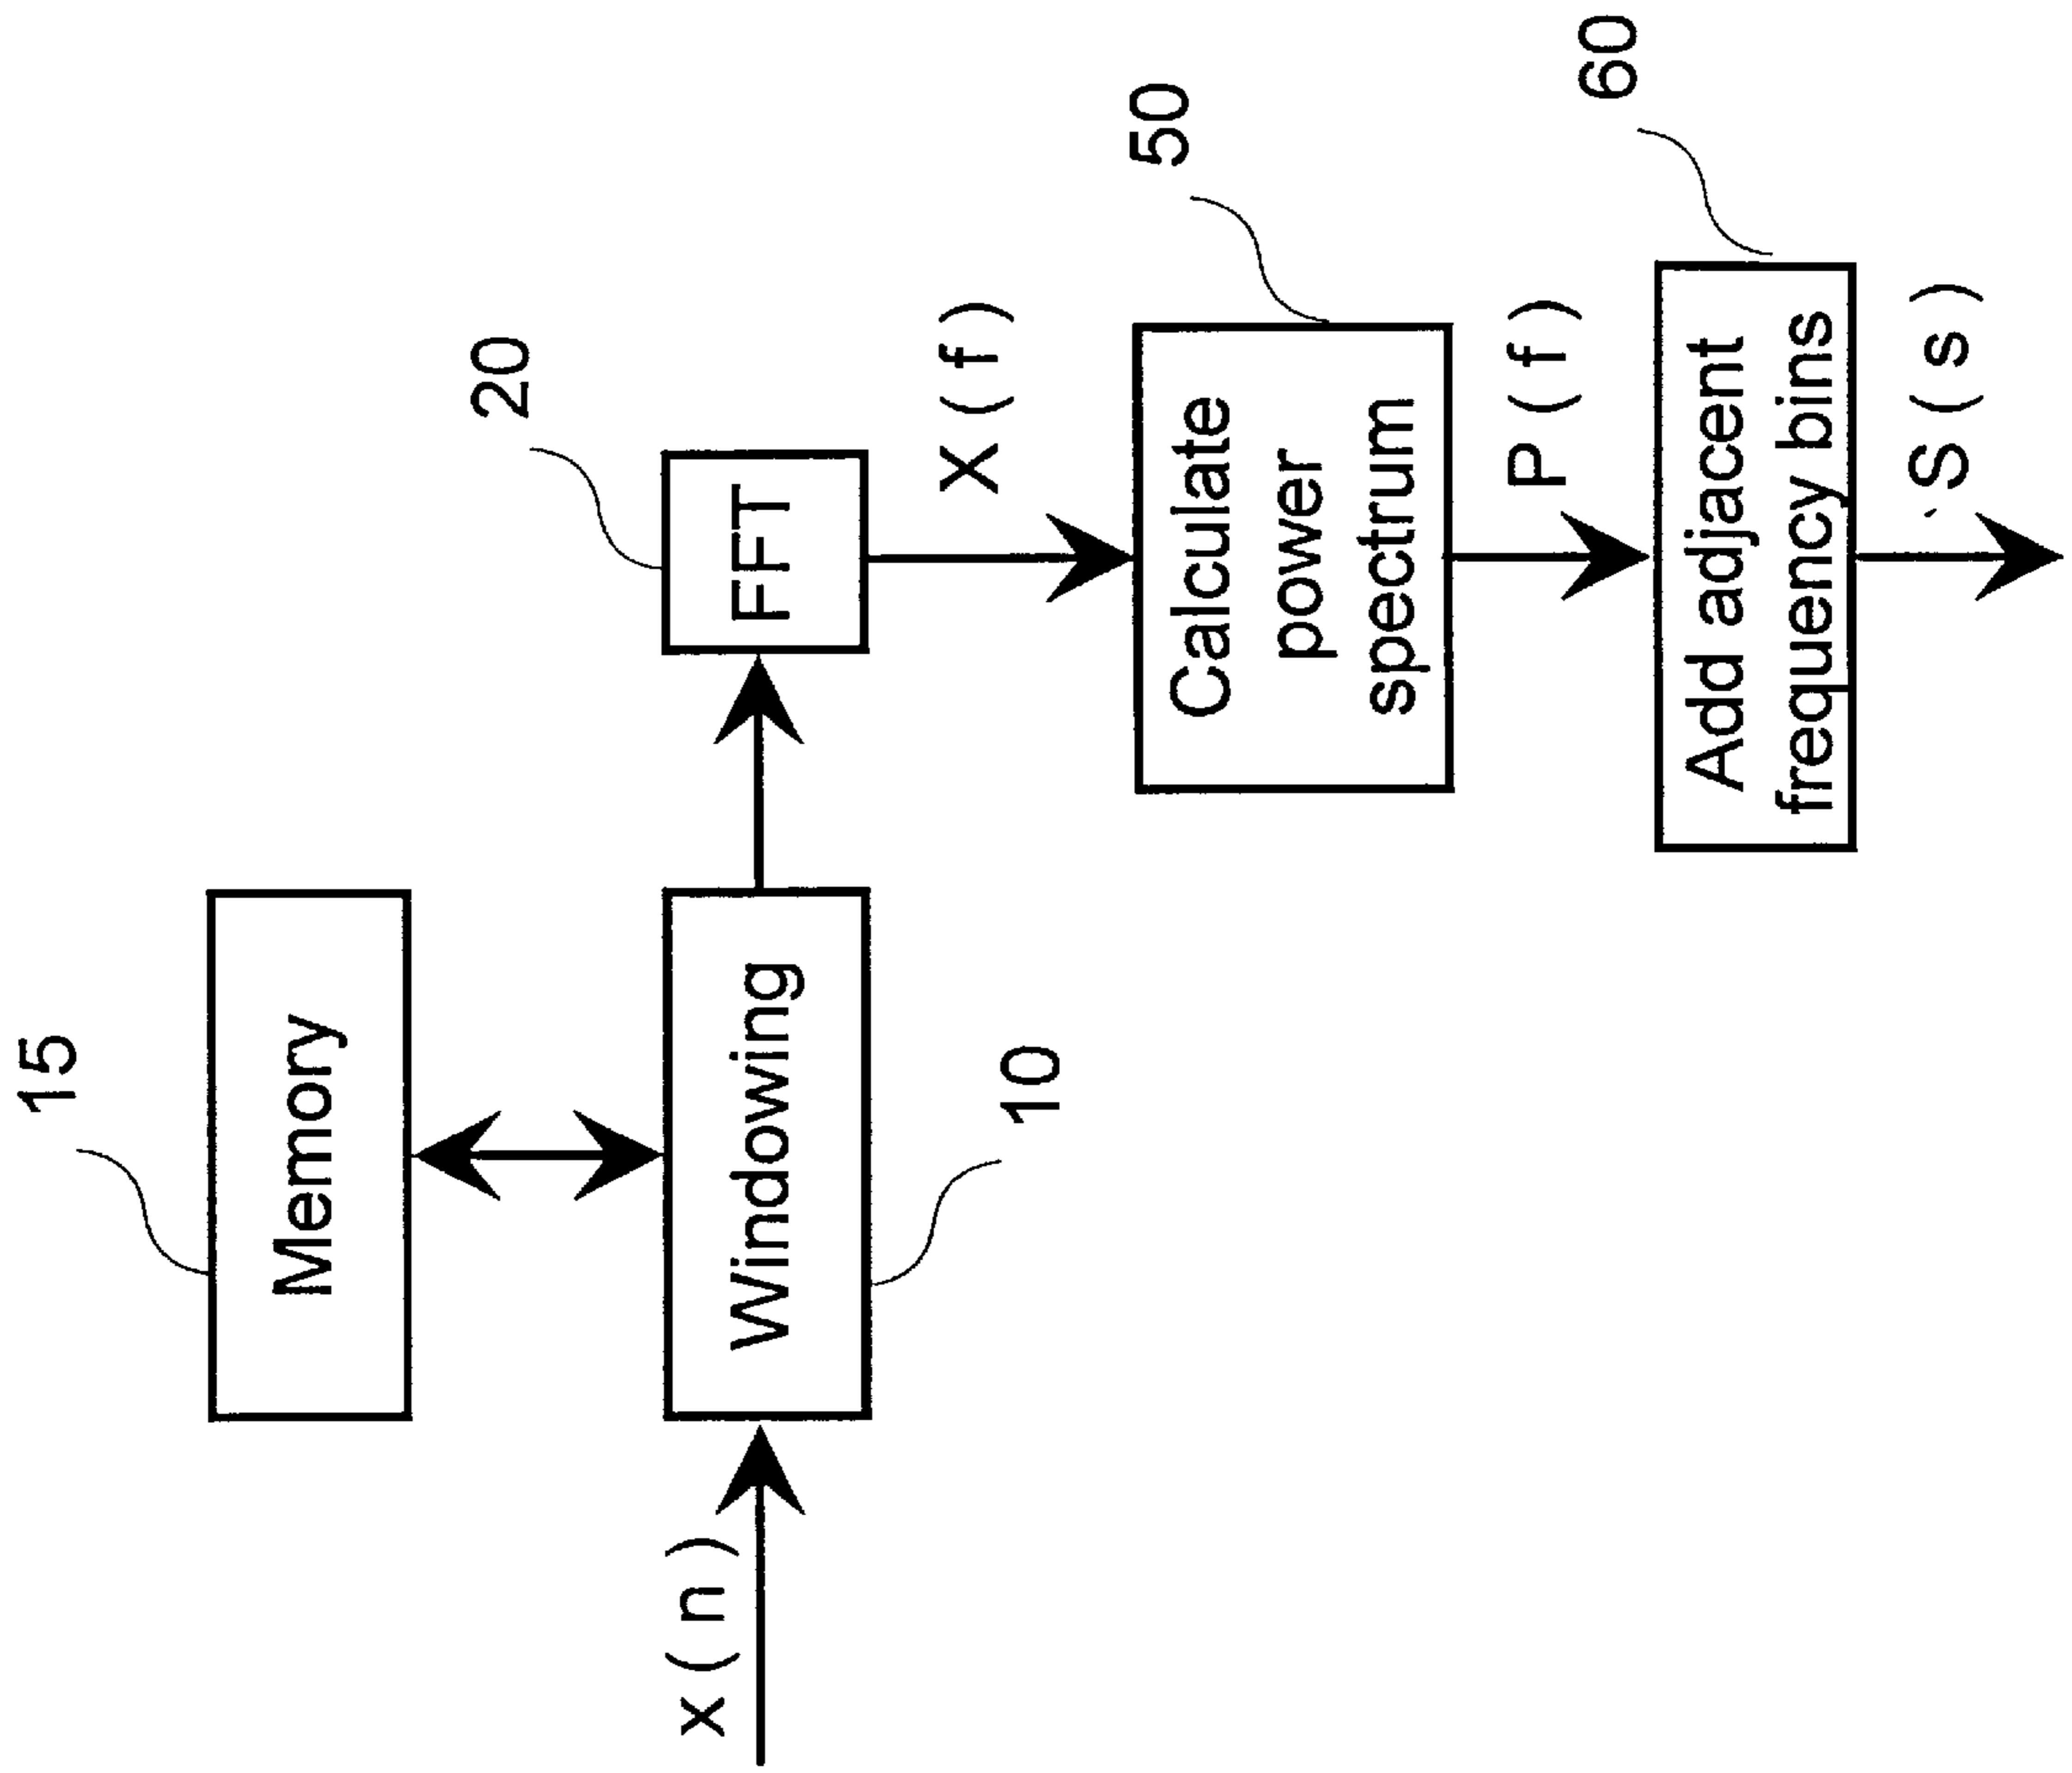 15
Memory
x(n)
Windowing
10
20
FFT
X(f)
50
Calculate
power
spectrum
P(f)
60
Add adjacent
frequency bins
S(s)